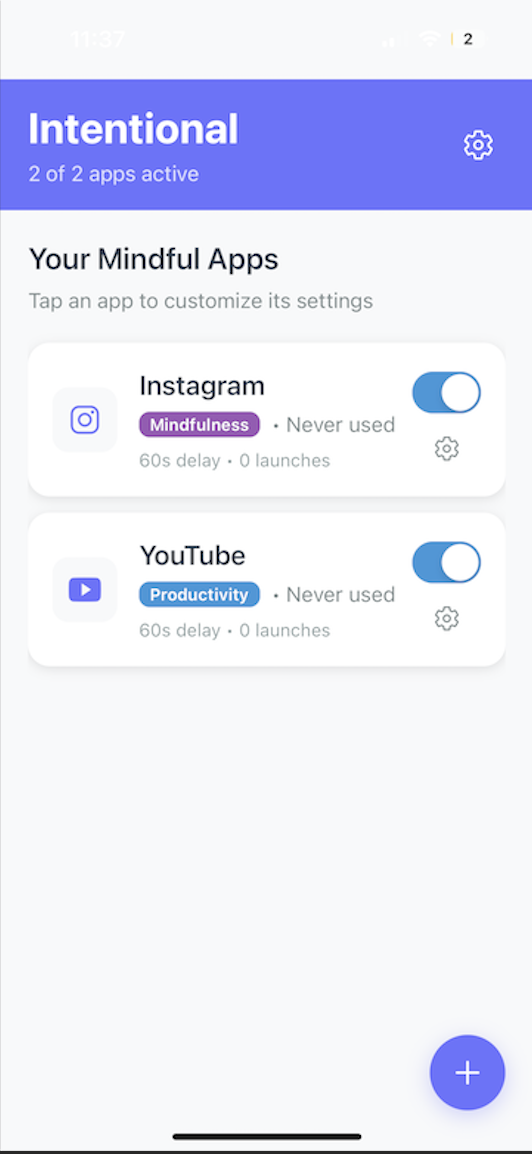 11:37
2
Intentional
2 of 2 apps active
Your Mindful Apps
Tap an app to customize its settings
Instagram
Mindfulness • Never used
60s delay • 0 launches
YouTube
Productivity • Never used
60s delay • 0 launches